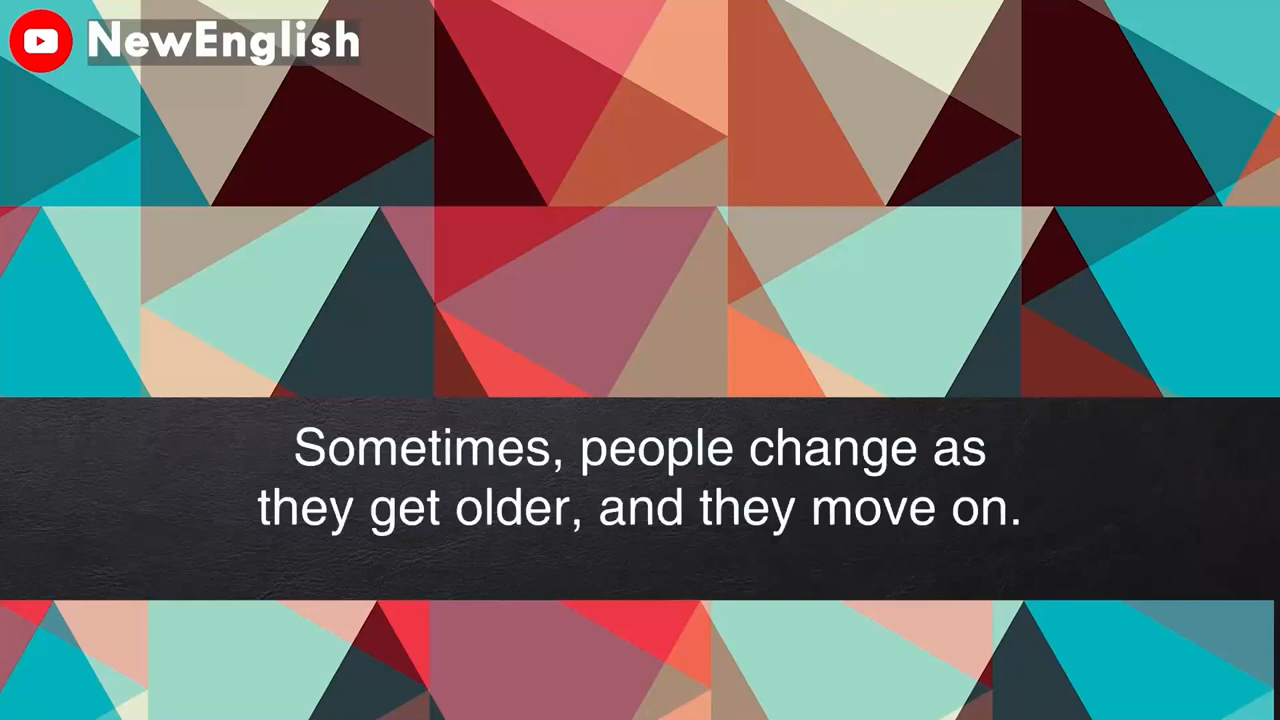 NewEnglish
Sometimes, people change as
they get older, and they move on.